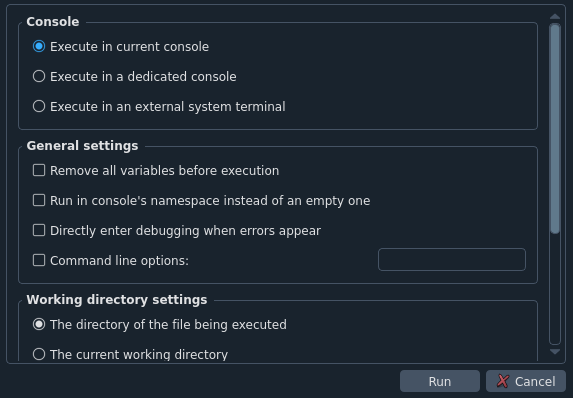 Console
Execute in current console
Execute in a dedicated console
Execute in an external system terminal
General settings
Remove all variables before execution
Run in console's namespace instead of an empty one
Directly enter debugging when errors appear
Command line options:
Working directory settings
The directory of the file being executed
The current working directory
Run
Cancel